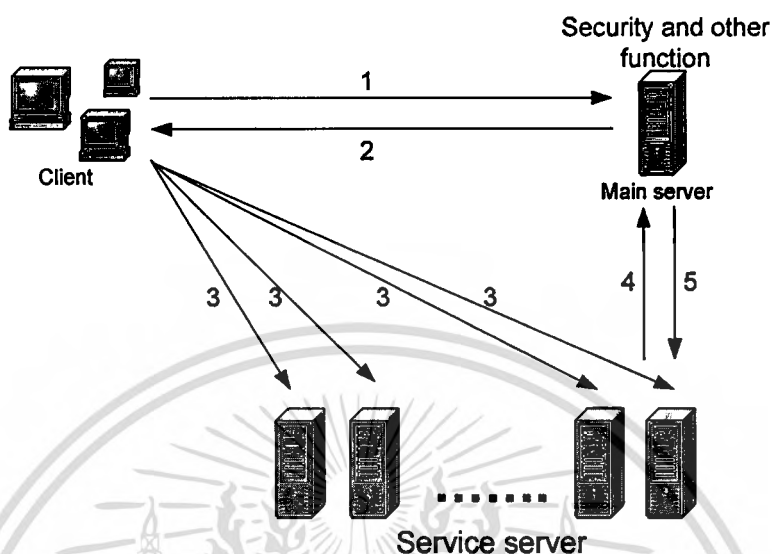 Security and other
function
1
2
Client
Main server
3 3 3 3 4 5
Service server